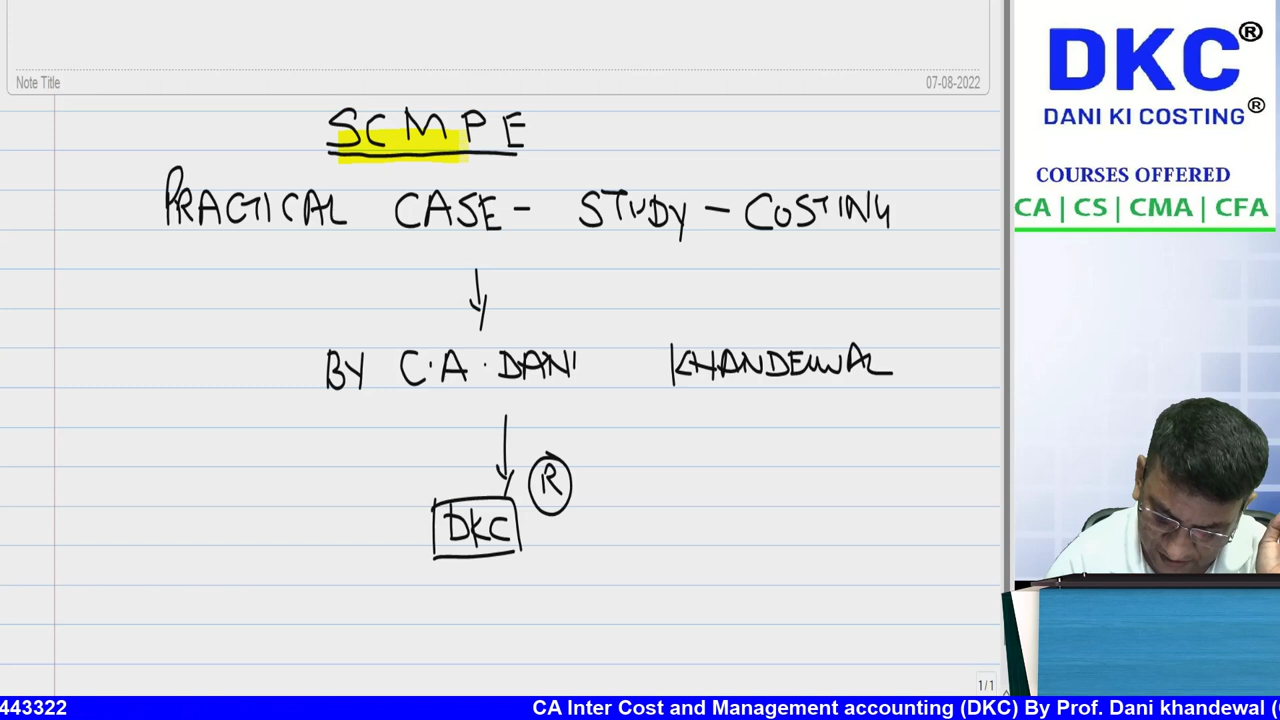 Note Title
07-08-2022
SCMPE
PRACTICAL CASE - STUDY - COSTING
BY C.A. DANI KHANDELWAL
R
DKC
1/1
DKC®
DANI KI COSTING®
COURSES OFFERED
CA | CS | CMA | CFA
443322 CA Inter Cost and Management accounting (DKC) By Prof. Dani khandewal (